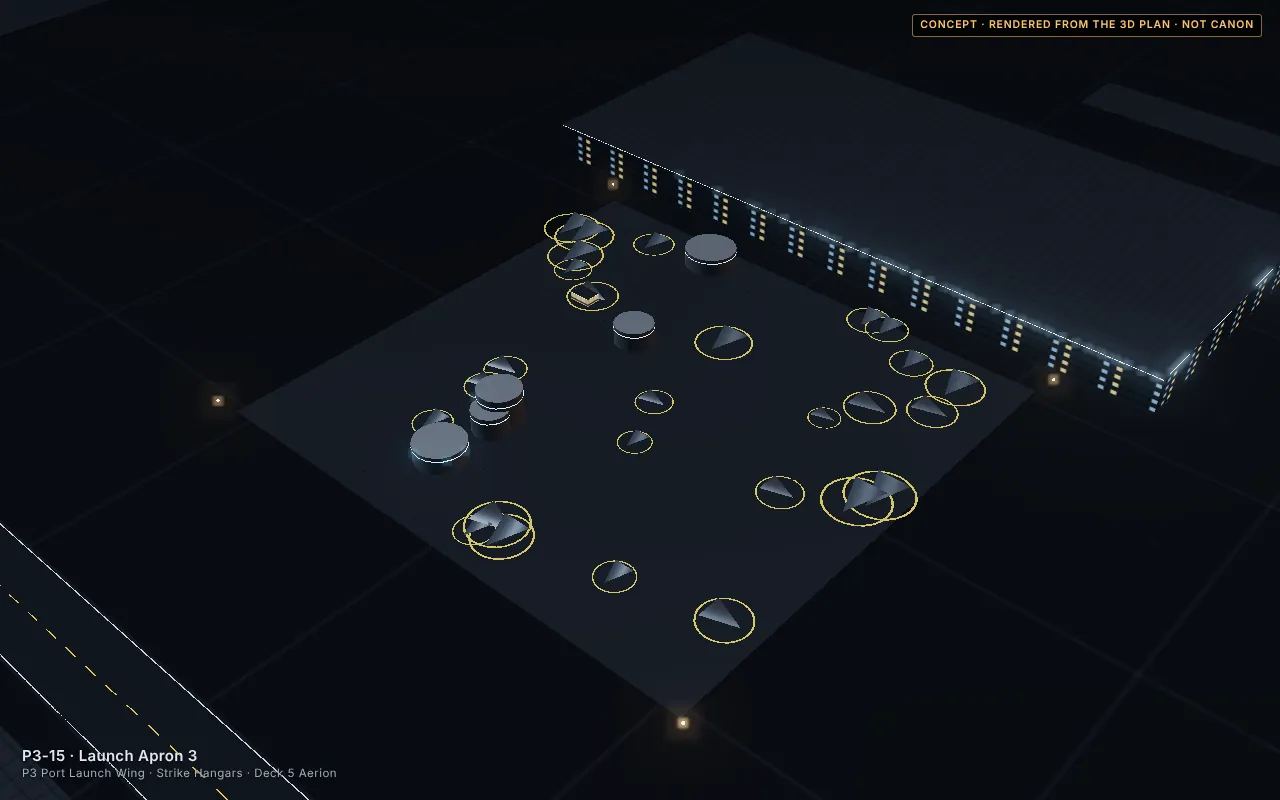 CONCEPT · RENDERED FROM THE 3D PLAN · NOT CANON
P3-15 · Launch Apron 3
P3 Port Launch Wing · Strike Hangars · Deck 5 Aerion